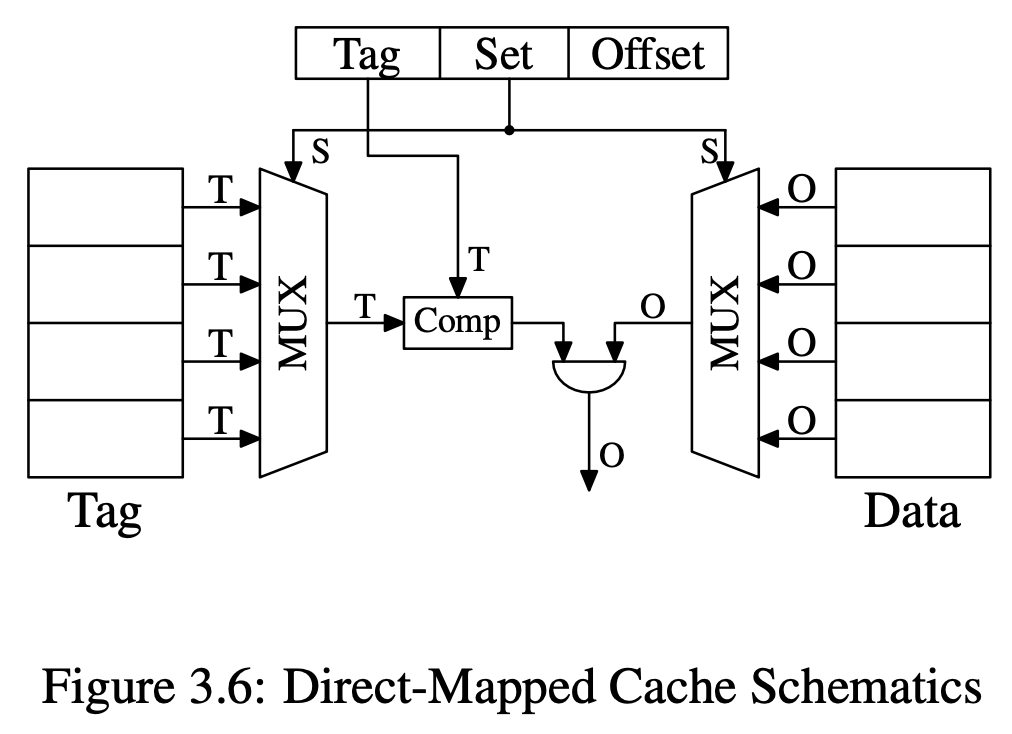 Tag Set Offset
S S
T O
T O
T
T O
T Comp O
T O
T O
O
MUX MUX
Tag Data
Figure 3.6: Direct-Mapped Cache Schematics